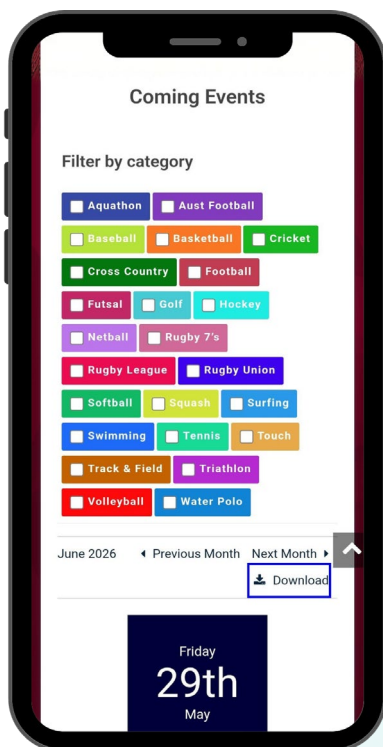 Coming Events
Filter by category
Aquathon Aust Football
Baseball Basketball Cricket
Cross Country Football
Futsal Golf Hockey
Netball Rugby 7's
Rugby League Rugby Union
Softball Squash Surfing
Swimming Tennis Touch
Track & Field Triathlon
Volleyball Water Polo
June 2026 Previous Month Next Month
Download
Friday
29th
May